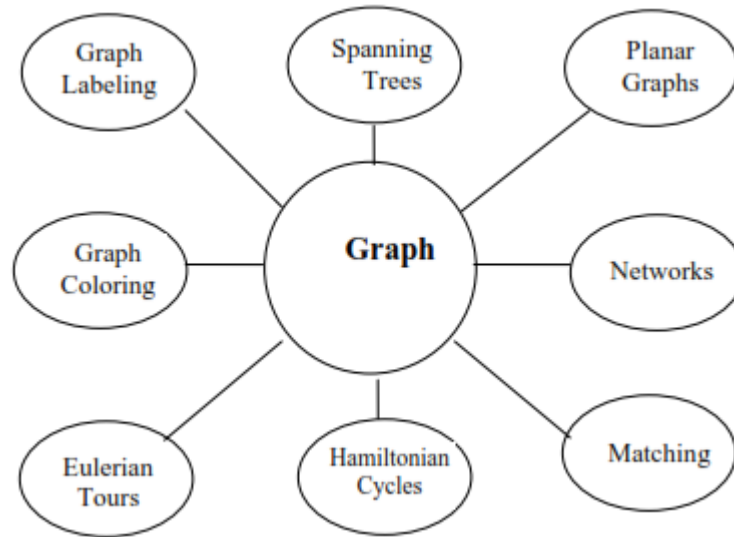 Graph
Labeling
Spanning
Trees
Planar
Graphs
Graph
Coloring
Graph
Networks
Eulerian
Tours
Hamiltonian
Cycles
Matching